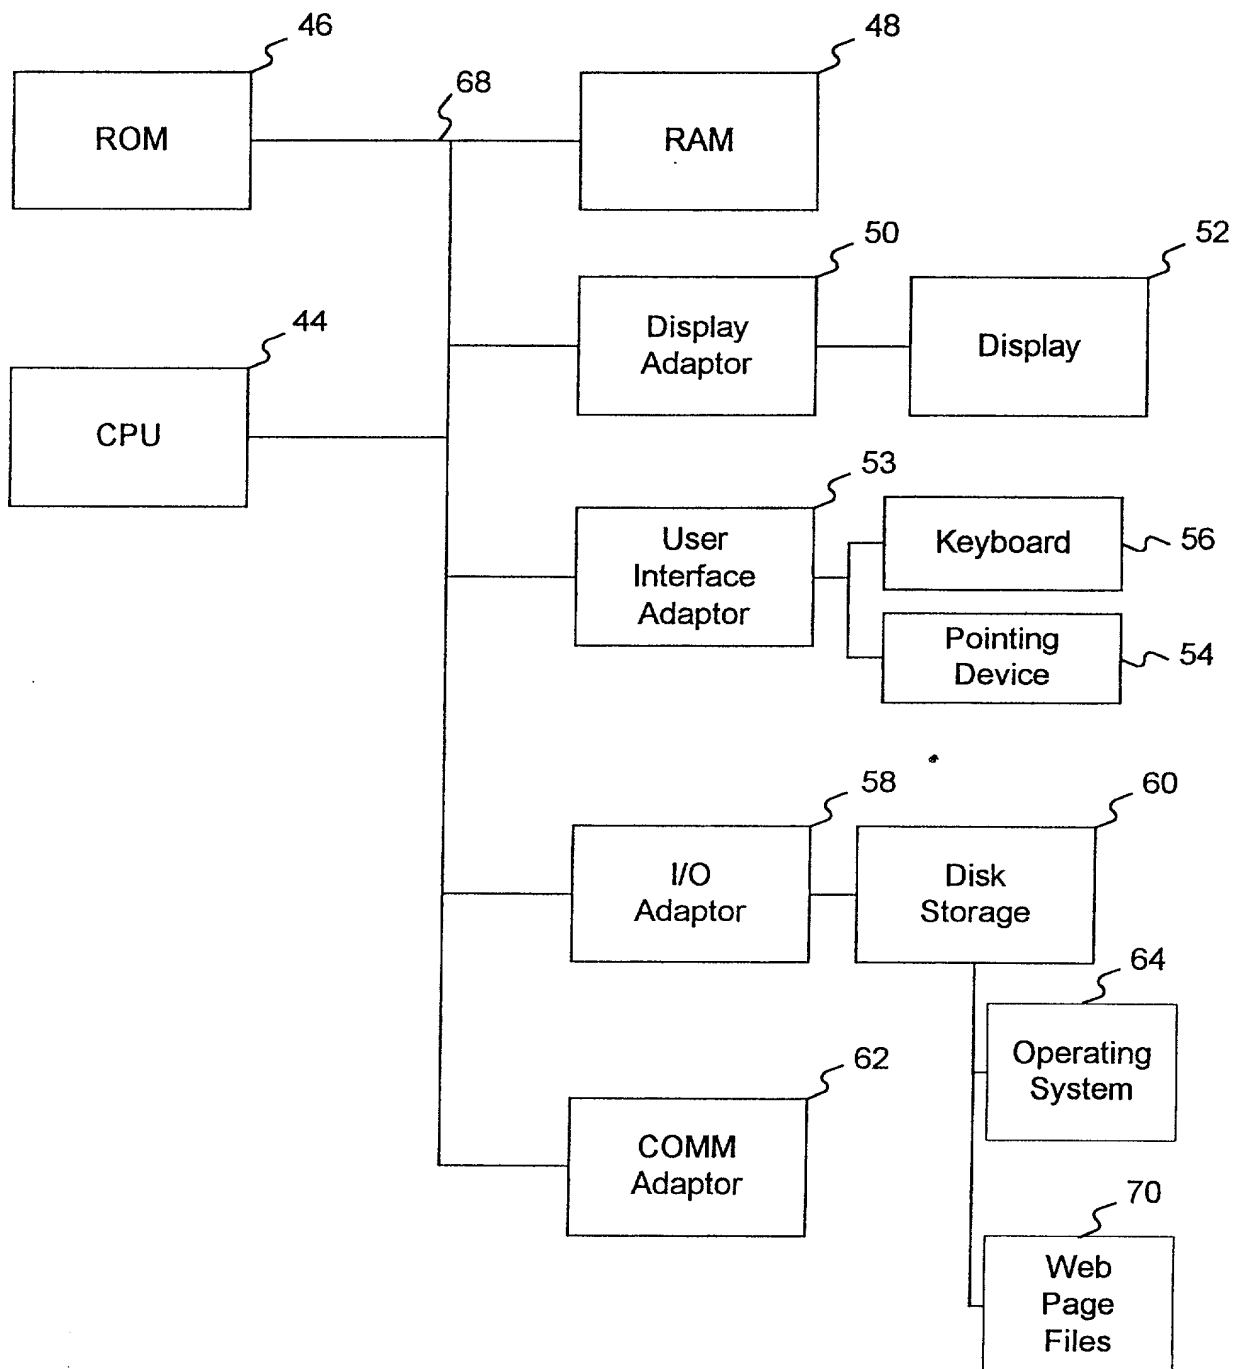 46
48
68
ROM
RAM
50
52
Display
Adaptor
Display
44
CPU
53
User
Interface
Adaptor
Keyboard
56
Pointing
Device
54
58
60
I/O
Adaptor
Disk
Storage
64
Operating
System
62
COMM
Adaptor
70
Web
Page
Files